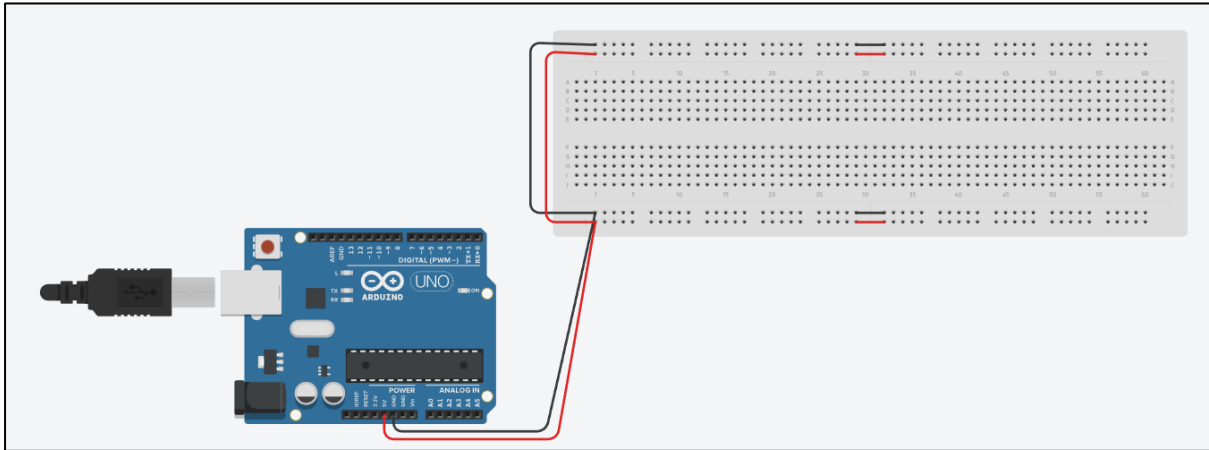 1 5 10 15 20 25 30 35 40 45 50 55 60
A A
B B
C C
D D
E E
F F
G G
H H
I I
J J
1 5 10 15 20 25 30 35 40 45 50 55 60
AREF
GND
13
12
~11
~10
~9
8
7
~6
~5
4
~3
2
TX→1
RX←0
DIGITAL (PWM~)
L
TX
RX
ARDUINO
UNO
ON
POWER
ANALOG IN
IOREF
RESET
3.3V
5V
GND
GND
Vin
A0
A1
A2
A3
A4
A5